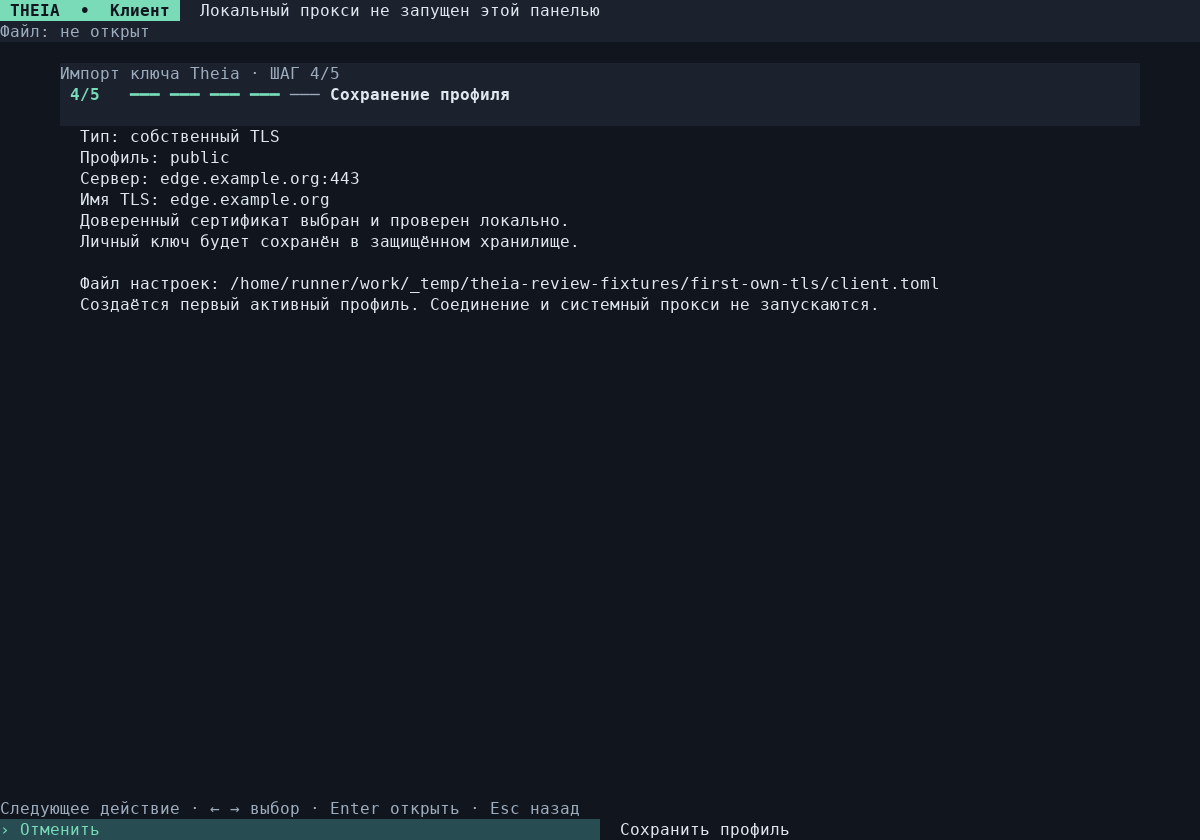 THEIA • Клиент Локальный прокси не запущен этой панелью
Файл: не открыт
Импорт ключа Theia · ШАГ 4/5
4/5 ━━━ ━━━ ━━━ ━━━ ─── Сохранение профиля
Тип: собственный TLS
Профиль: public
Сервер: edge.example.org:443
Имя TLS: edge.example.org
Доверенный сертификат выбран и проверен локально.
Личный ключ будет сохранён в защищённом хранилище.
Файл настроек: /home/runner/work/_temp/theia-review-fixtures/first-own-tls/client.toml
Создаётся первый активный профиль. Соединение и системный прокси не запускаются.
Следующее действие · ← → выбор · Enter открыть · Esc назад
› Отменить Сохранить профиль